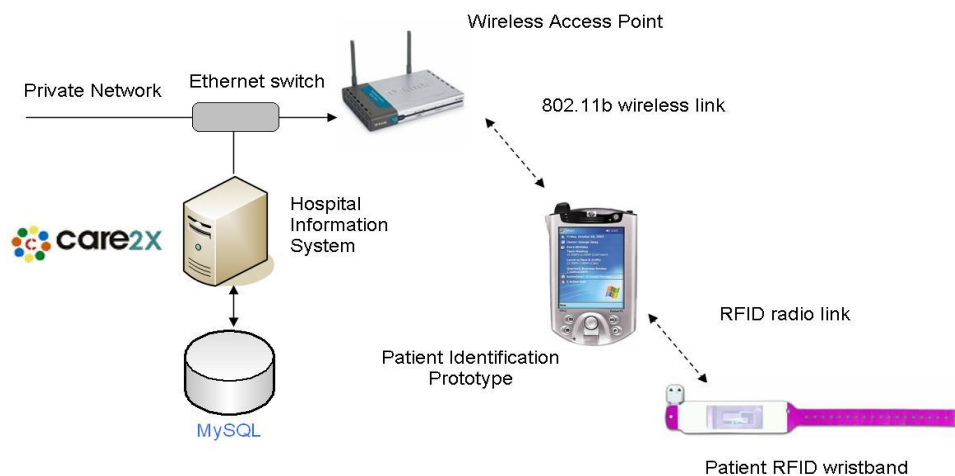 Wireless Access Point
Private Network
Ethernet switch
802.11b wireless link
Hospital
Information
System
care2x
RFID radio link
Patient Identification
Prototype
MySQL
Patient RFID wristband